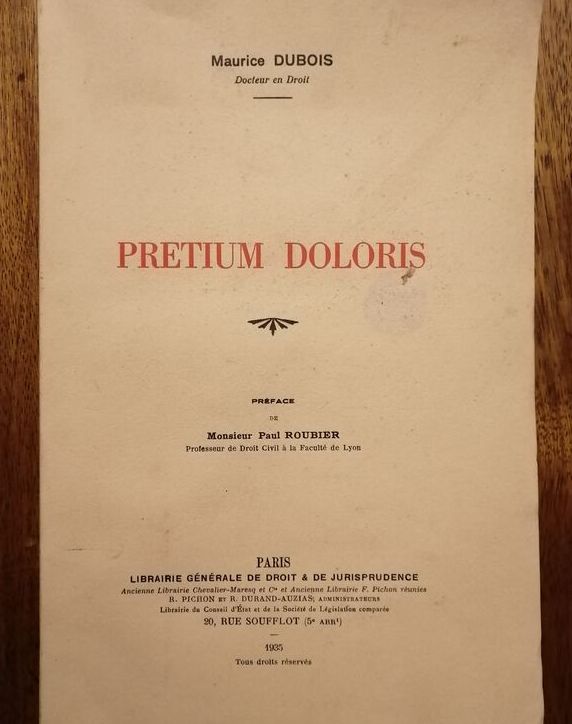 Maurice DUBOIS
Docteur en Droit
PRETIUM DOLORIS
PRÉFACE
DE
Monsieur Paul ROUBIER
Professeur de Droit Civil à la Faculté de Lyon
PARIS
LIBRAIRIE GÉNÉRALE DE DROIT & DE JURISPRUDENCE
Ancienne Librairie Chevalier-Maresq et Cie et Ancienne Librairie F. Pichon réunies
R. PICHON ET R. DURAND-AUZIAS, ADMINISTRATEURS
Librairie du Conseil d'État et de la Société de Législation comparée
20, RUE SOUFFLOT (5e ARRt)
1935
Tous droits réservés